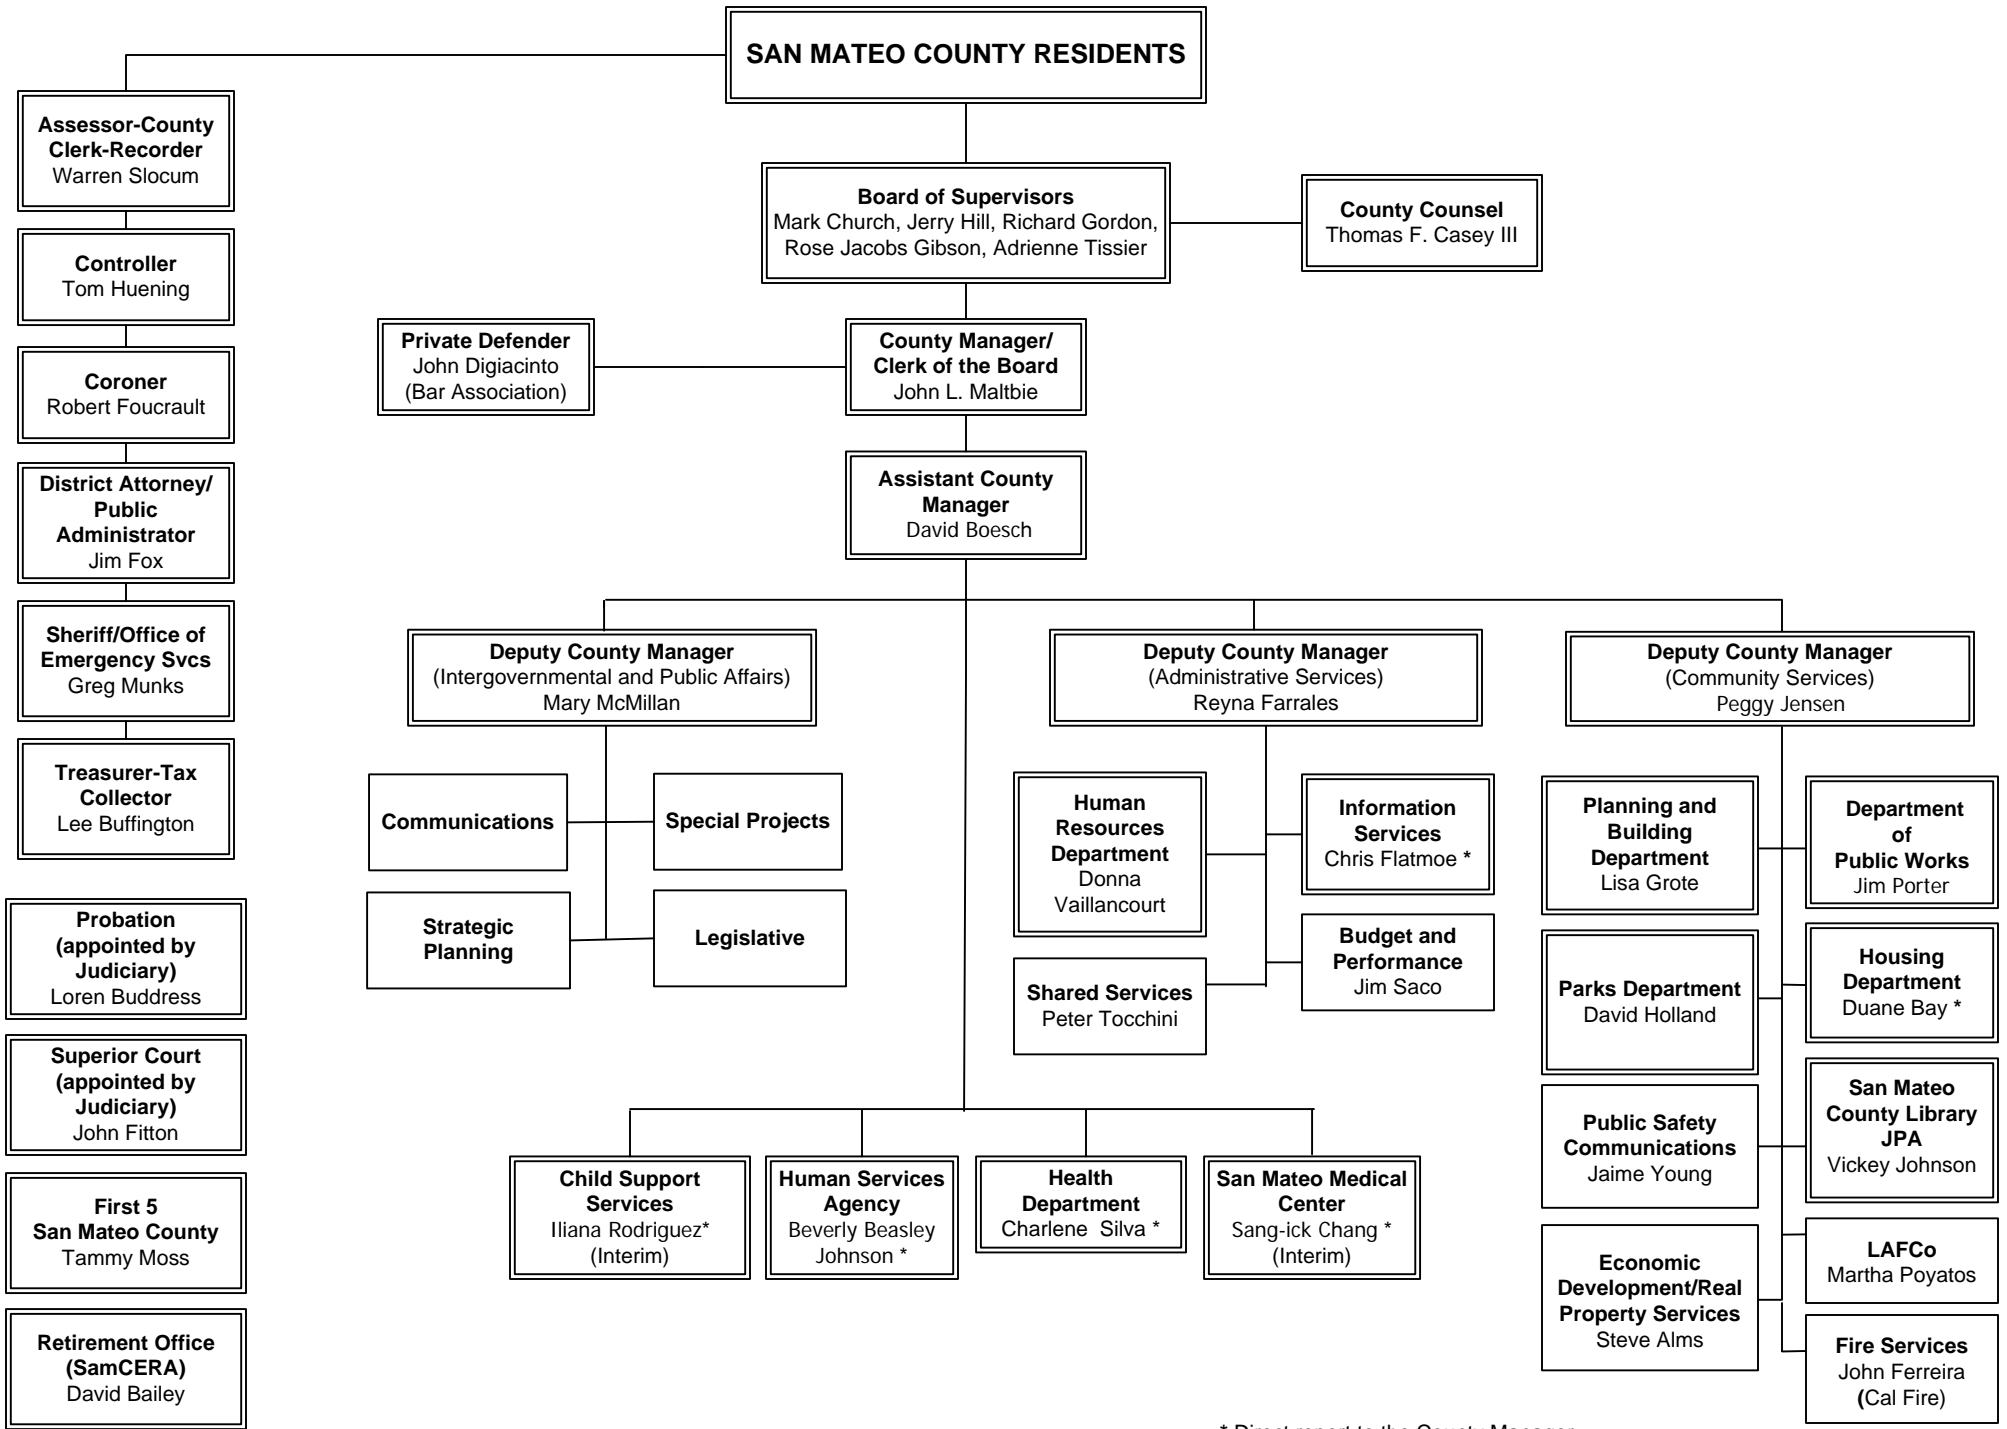 SAN MATEO COUNTY RESIDENTS
Assessor-County
Clerk-Recorder
Warren Slocum
Controller
Tom Huening
Coroner
Robert Foucrault
District Attorney/
Public
Administrator
Jim Fox
Sheriff/Office of
Emergency Svcs
Greg Munks
Treasurer-Tax
Collector
Lee Buffington
Probation
(appointed by
Judiciary)
Loren Buddress
Superior Court
(appointed by
Judiciary)
John Fitton
First 5
San Mateo County
Tammy Moss
Retirement Office
(SamCERA)
David Bailey
Board of Supervisors
Mark Church, Jerry Hill, Richard Gordon,
Rose Jacobs Gibson, Adrienne Tissier
County Counsel
Thomas F. Casey III
Private Defender
John Digiacinto
(Bar Association)
County Manager/
Clerk of the Board
John L. Maltbie
Assistant County
Manager
David Boesch
Deputy County Manager
(Intergovernmental and Public Affairs)
Mary McMillan
Communications
Special Projects
Strategic
Planning
Legislative
Deputy County Manager
(Administrative Services)
Reyna Farrales
Human
Resources
Department
Donna
Vaillancourt
Information
Services
Chris Flatmoe *
Shared Services
Peter Tocchini
Budget and
Performance
Jim Saco
Deputy County Manager
(Community Services)
Peggy Jensen
Planning and
Building
Department
Lisa Grote
Department
of
Public Works
Jim Porter
Parks Department
David Holland
Housing
Department
Duane Bay *
Public Safety
Communications
Jaime Young
San Mateo
County Library
JPA
Vickey Johnson
Economic
Development/Real
Property Services
Steve Alms
LAFCo
Martha Poyatos
Fire Services
John Ferreira
(Cal Fire)
Child Support
Services
Iliana Rodriguez*
(Interim)
Human Services
Agency
Beverly Beasley
Johnson *
Health
Department
Charlene Silva *
San Mateo Medical
Center
Sang-ick Chang *
(Interim)
* Direct report to the County Manager